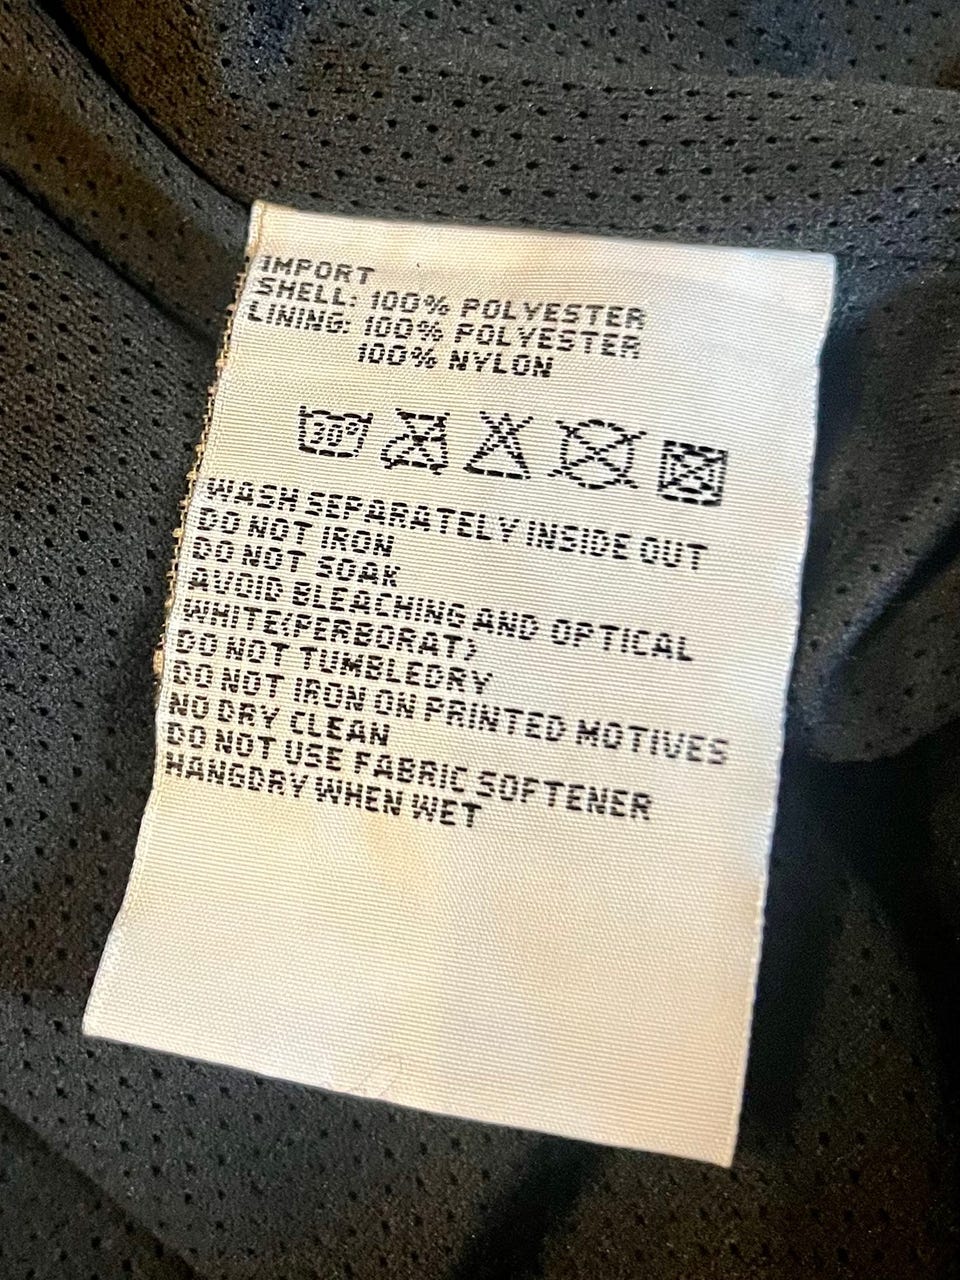 IMPORT
SHELL: 100% POLYESTER
LINING: 100% POLYESTER
100% NYLON
30°
WASH SEPARATELY INSIDE OUT
DO NOT IRON
DO NOT SOAK
AVOID BLEACHING AND OPTICAL
WHITE(PERBORAT)
DO NOT TUMBLEDRY
DO NOT IRON ON PRINTED MOTIVES
NO DRY CLEAN
DO NOT USE FABRIC SOFTENER
HANGDRY WHEN WET